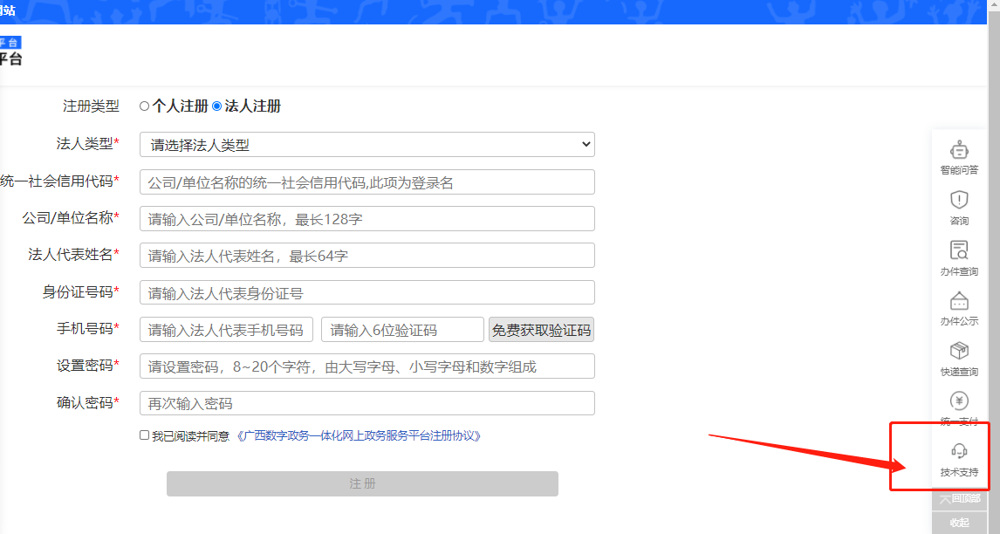 网站
平台
平台
注册类型 个人注册 法人注册
法人类型* 请选择法人类型
统一社会信用代码* 公司/单位名称的统一社会信用代码,此项为登录名
公司/单位名称* 请输入公司/单位名称，最长128字
法人代表姓名* 请输入法人代表姓名，最长64字
身份证号码* 请输入法人代表身份证号
手机号码* 请输入法人代表手机号码 请输入6位验证码 免费获取验证码
设置密码* 请设置密码，8~20个字符，由大写字母、小写字母和数字组成
确认密码* 再次输入密码
我已阅读并同意 《广西数字政务一体化网上政务服务平台注册协议》
注册
智能问答
咨询
办件查询
办件公示
快递查询
统一支付
技术支持
回顶部
收起